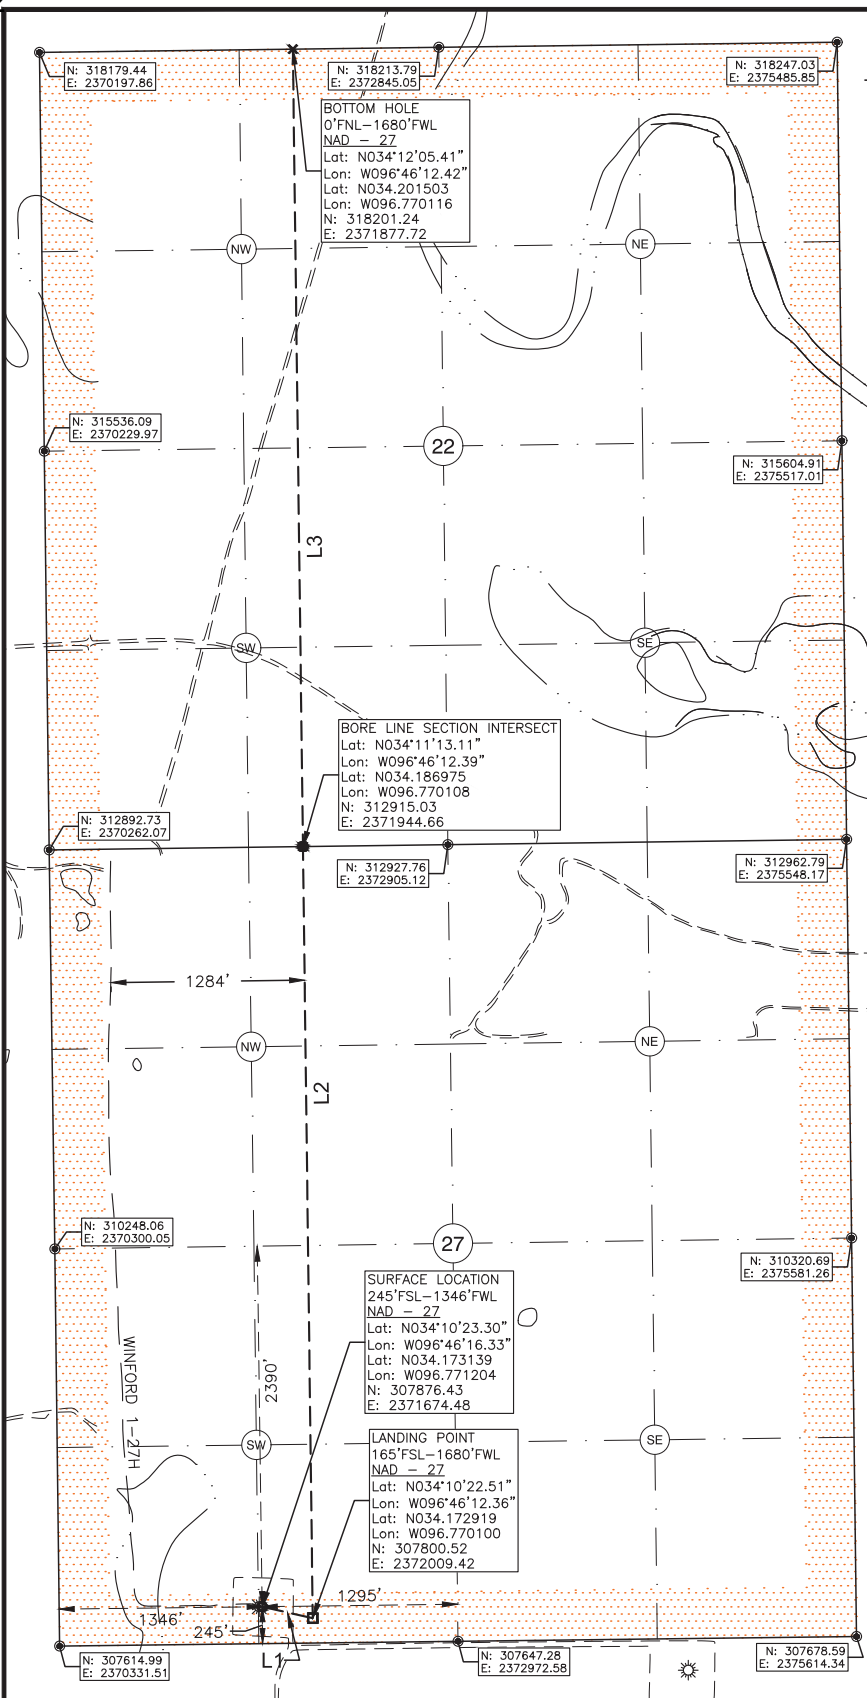 N: 318179.44
E: 2370197.86
N: 318213.79
E: 2372845.05
N: 318247.03
E: 2375485.85
BOTTOM HOLE
0'FNL-1680'FWL
NAD - 27
Lat: N034°12'05.41"
Lon: W096°46'12.42"
Lat: N034.201503
Lon: W096.770116
N: 318201.24
E: 2371877.72
NW
NE
N: 315536.09
E: 2370229.97
22
N: 315604.91
E: 2375517.01
L3
SW
SE
BORE LINE SECTION INTERSECT
Lat: N034°11'13.11"
Lon: W096°46'12.39"
Lat: N034.186975
Lon: W096.770108
N: 312915.03
E: 2371944.66
N: 312892.73
E: 2370262.07
N: 312927.76
E: 2372905.12
N: 312962.79
E: 2375548.17
1284'
NW
NE
L2
N: 310248.06
E: 2370300.05
27
N: 310320.69
E: 2375581.26
SURFACE LOCATION
245'FSL-1346'FWL
NAD - 27
Lat: N034°10'23.30"
Lon: W096°46'16.33"
Lat: N034.173139
Lon: W096.771204
N: 307876.43
E: 2371674.48
2390'
WINFORD 1-27H
SW
SE
LANDING POINT
165'FSL-1680'FWL
NAD - 27
Lat: N034°10'22.51"
Lon: W096°46'12.36"
Lat: N034.172919
Lon: W096.770100
N: 307800.52
E: 2372009.42
1295'
1346'
245'
L1
N: 307614.99
E: 2370331.51
N: 307647.28
E: 2372972.58
N: 307678.59
E: 2375614.34